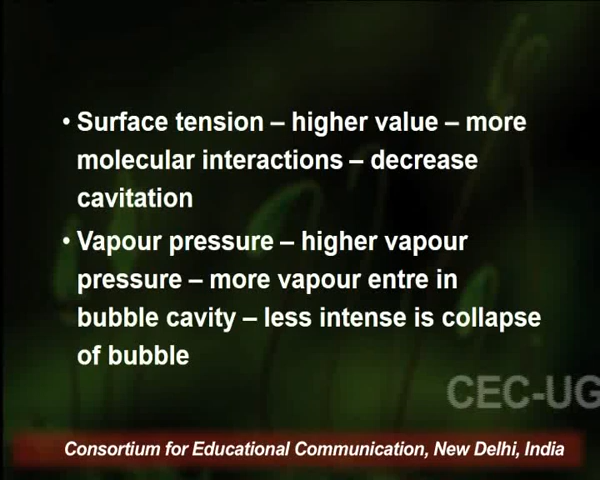 • Surface tension – higher value – more
molecular interactions – decrease
cavitation
• Vapour pressure – higher vapour
pressure – more vapour entre in
bubble cavity – less intense is collapse
of bubble
CEC-UG
Consortium for Educational Communication, New Delhi, India